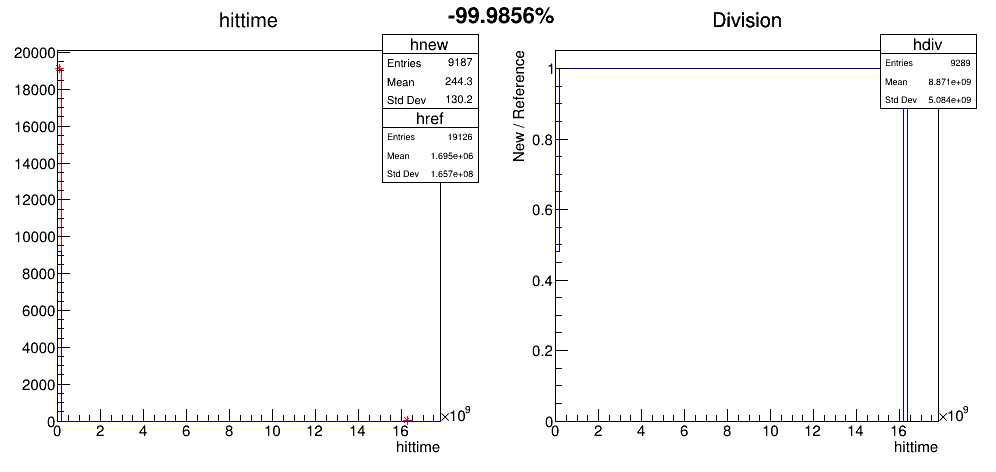 -99.9856%
hittime
hnew
Entries 9187
Mean 244.3
Std Dev 130.2
href
Entries 19126
Mean 1.695e+06
Std Dev 1.657e+08
20000
18000
16000
14000
12000
10000
8000
6000
4000
2000
0
0 2 4 6 8 10 12 14 16 ×10⁹
hittime
Division
hdiv
Entries 9289
Mean 8.871e+09
Std Dev 5.084e+09
New / Reference
1
0.8
0.6
0.4
0.2
0
0 2 4 6 8 10 12 14 16 ×10⁹
hittime